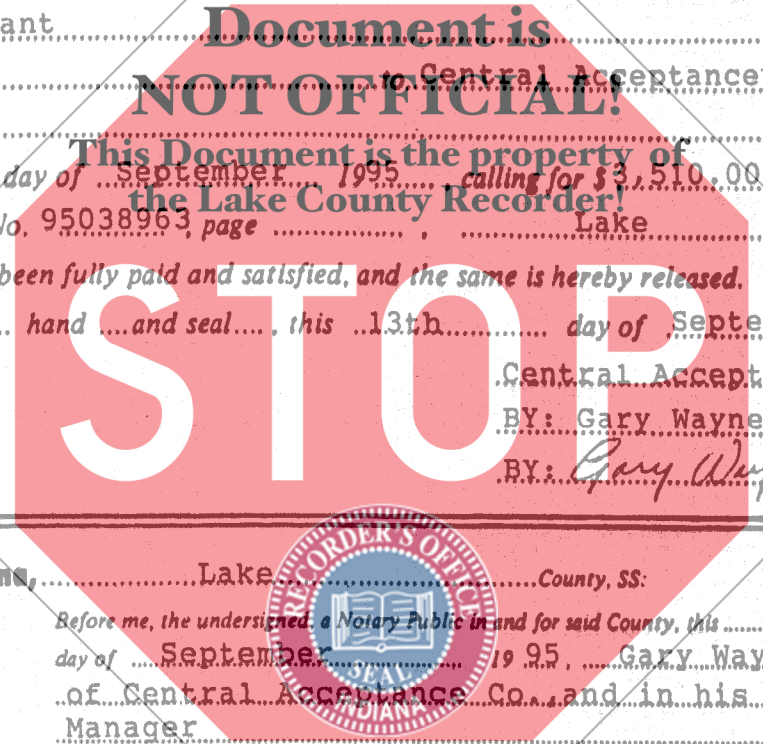 ant
Document is
to Central Acceptance
NOT OFFICIAL!
This Document is the property of
day of September 1995, calling for $3,510.00
the Lake County Recorder!
No. 95038963 page , Lake
been fully paid and satisfied, and the same is hereby released.
STOP
hand and seal , this 13th day of Septe
Central Accept
BY: Gary Wayne
BY: Gary Way
RECORDER'S OFFICE
SEAL
INDIANA
Lake County, SS:
Before me, the undersigned, a Notary Public in and for said County, this
day of September 19 95, Gary Way
of Central Acceptance Co., and in his
Manager